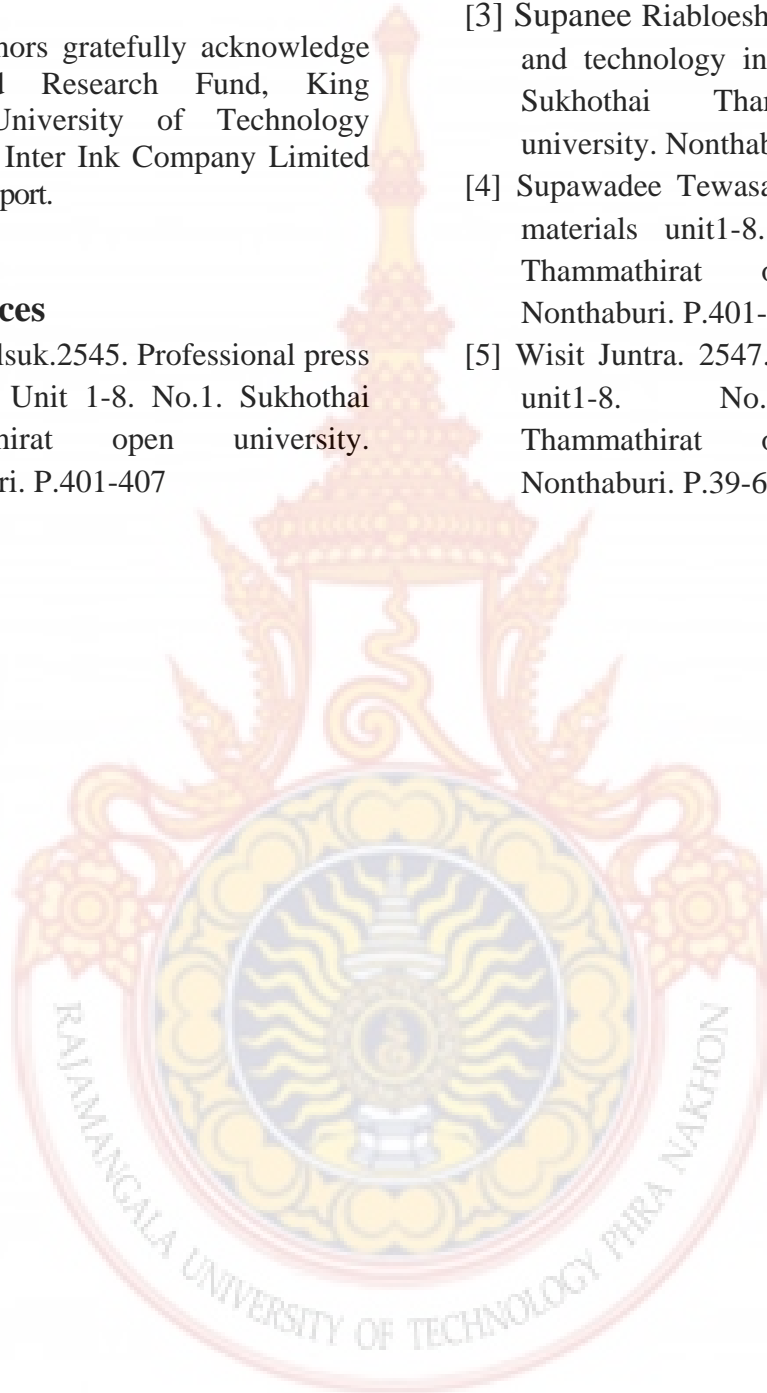 hors gratefully acknowledge
d Research Fund, King
University of Technology
Inter Ink Company Limited
port.
ces
lsuk.2545. Professional press
Unit 1-8. No.1. Sukhothai
hirat open university.
ri. P.401-407
[3] Supanee Riabloesh
and technology in
Sukhothai Tha
university. Nontha
[4] Supawadee Tewasa
materials unit1-8.
Thammathirat o
Nonthaburi. P.401-
[5] Wisit Juntra. 2547.
unit1-8. No.
Thammathirat o
Nonthaburi. P.39-6
RAJAMANGALA UNIVERSITY OF TECHNOLOGY PHRA NAKHON